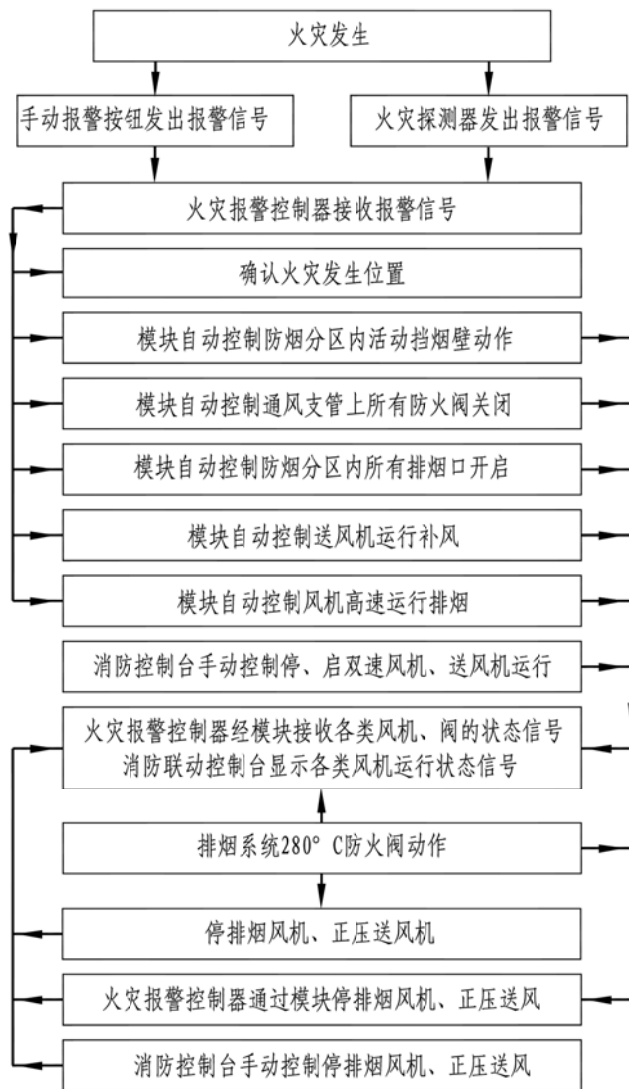 火灾发生
手动报警按钮发出报警信号
火灾探测器发出报警信号
火灾报警控制器接收报警信号
确认火灾发生位置
模块自动控制防烟分区内活动挡烟壁动作
模块自动控制通风支管上所有防火阀关闭
模块自动控制防烟分区内所有排烟口开启
模块自动控制送风机运行补风
模块自动控制风机高速运行排烟
消防控制台手动控制停、启双速风机、送风机运行
火灾报警控制器经模块接收各类风机、阀的状态信号
消防联动控制台显示各类风机运行状态信号
排烟系统280° C防火阀动作
停排烟风机、正压送风机
火灾报警控制器通过模块停排烟风机、正压送风
消防控制台手动控制停排烟风机、正压送风